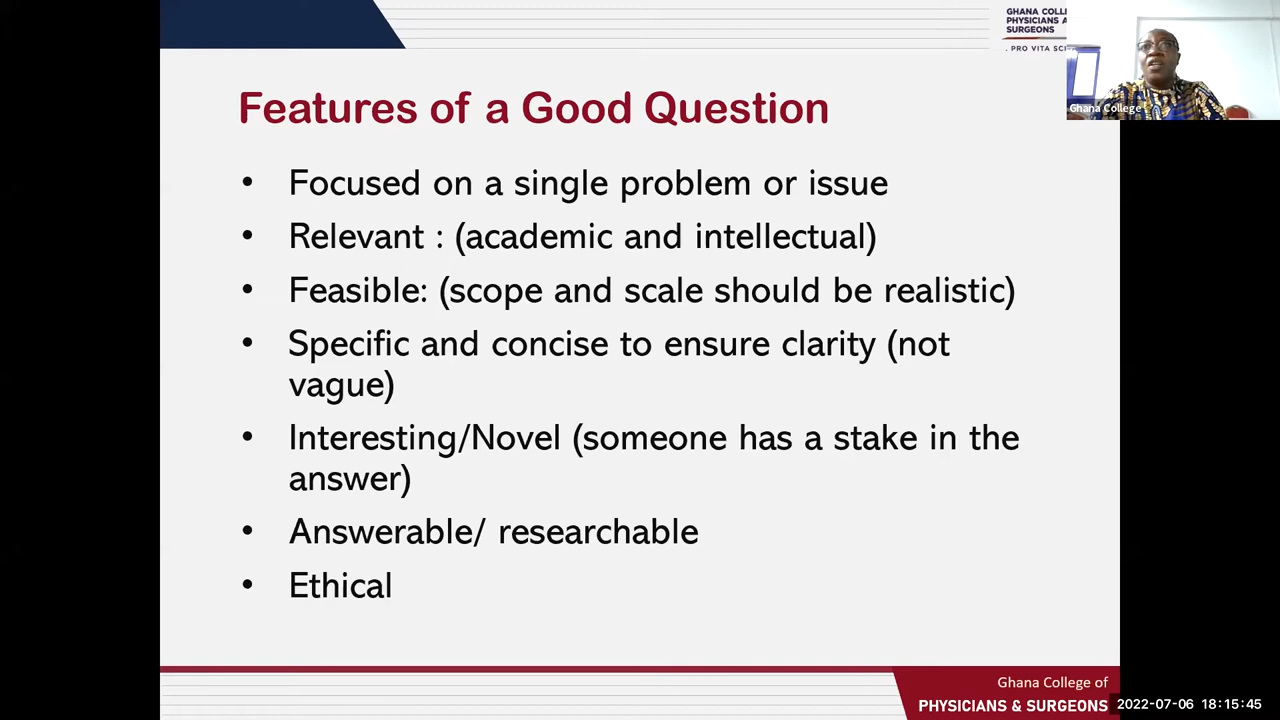 GHANA COLL
PHYSICIANS &
SURGEONS
. PRO VITA SCI
Ghana College
Features of a Good Question
• Focused on a single problem or issue
• Relevant : (academic and intellectual)
• Feasible: (scope and scale should be realistic)
• Specific and concise to ensure clarity (not
vague)
• Interesting/Novel (someone has a stake in the
answer)
• Answerable/ researchable
• Ethical
Ghana College of
PHYSICIANS & SURGEONS
2022-07-06 18:15:45